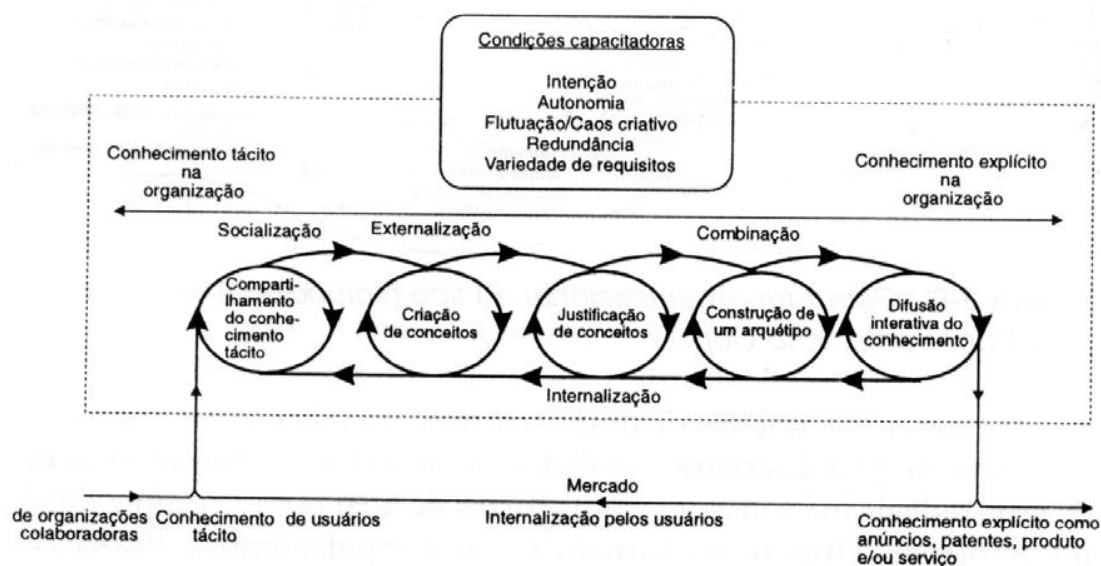 Condições capacitadoras
Intenção
Autonomia
Flutuação/Caos criativo
Redundância
Variedade de requisitos
Conhecimento tácito
na
organização
Conhecimento explícito
na
organização
Socialização
Externalização
Combinação
Comparti-
lhamento
do conhe-
cimento
tácito
Criação
de conceitos
Justificação
de conceitos
Construção de
um arquétipo
Difusão
interativa do
conhecimento
Internalização
Mercado
de organizações
colaboradoras
Conhecimento de usuários
tácito
Internalização pelos usuários
Conhecimento explícito como
anúncios, patentes, produto
e/ou serviço